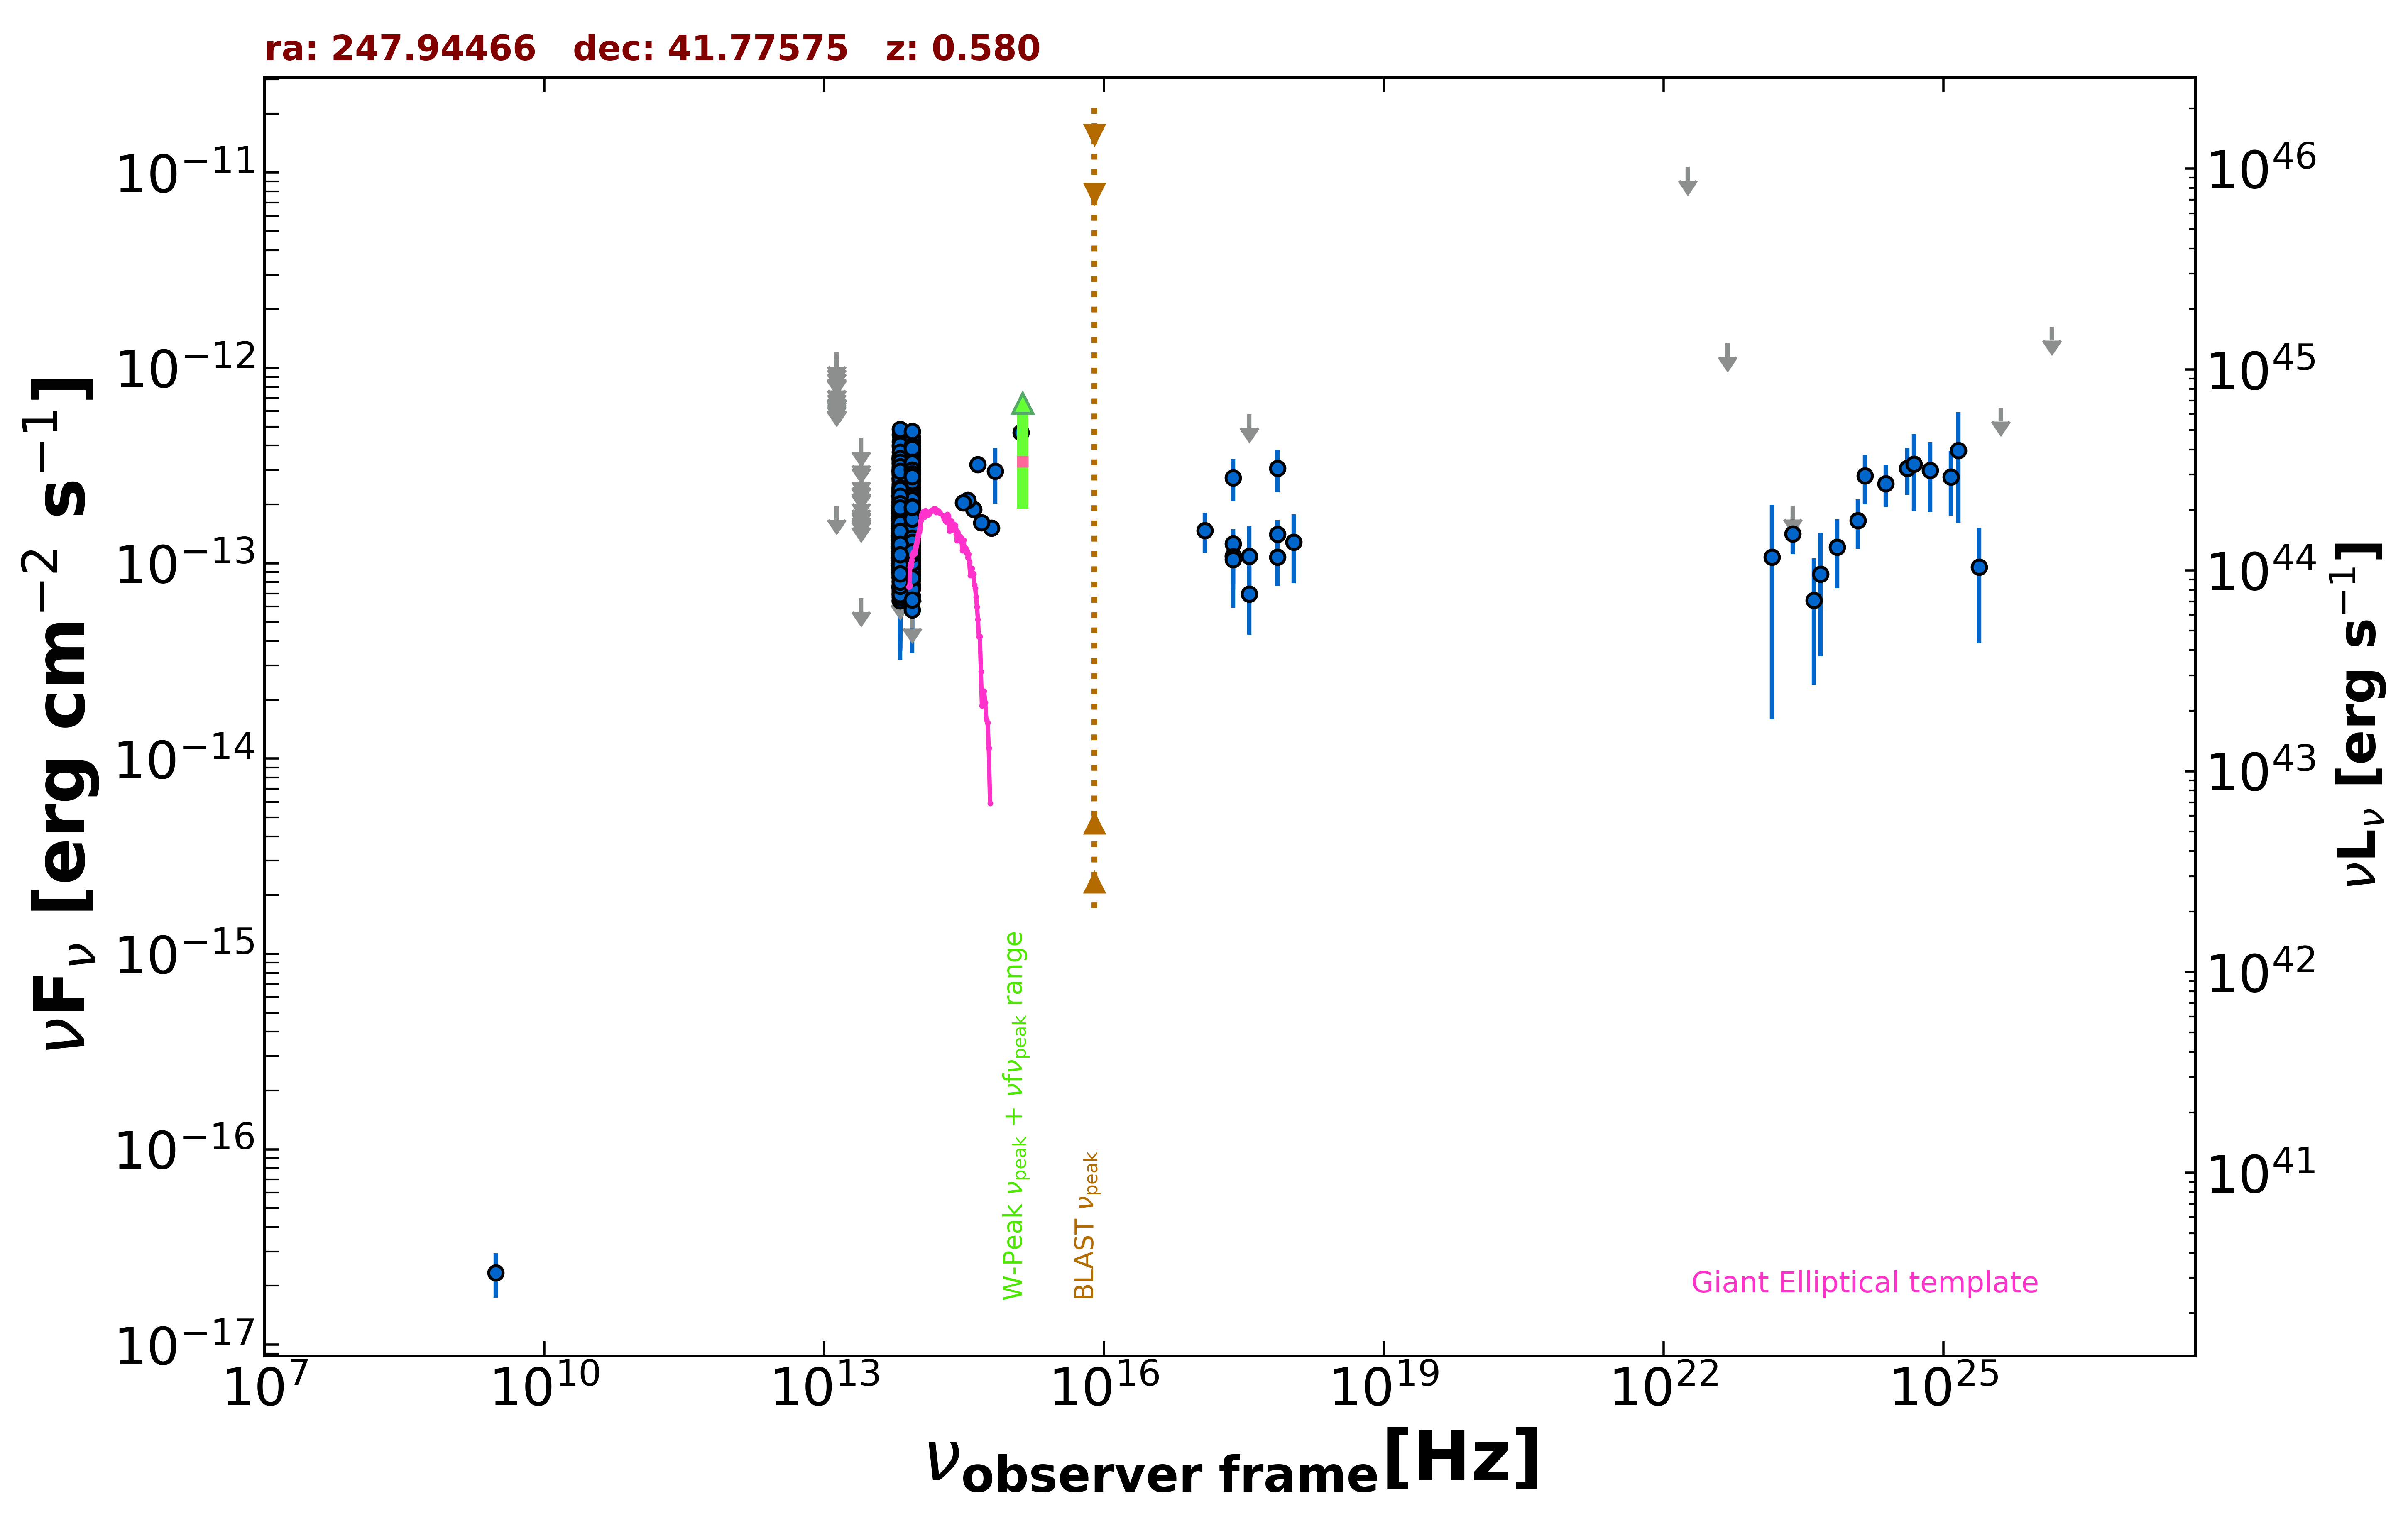 ra: 247.94466 dec: 41.77575 z: 0.580
νFν [erg cm⁻² s⁻¹]
10⁻¹¹
10⁻¹²
10⁻¹³
10⁻¹⁴
10⁻¹⁵
10⁻¹⁶
10⁻¹⁷
10⁴⁶
10⁴⁵
10⁴⁴
10⁴³
10⁴²
10⁴¹
νLν [erg s⁻¹]
W-Peak νpeak + νfνpeak range
BLAST νpeak
Giant Elliptical template
10⁷ 10¹⁰ 10¹³ 10¹⁶ 10¹⁹ 10²² 10²⁵
νobserver frame[Hz]